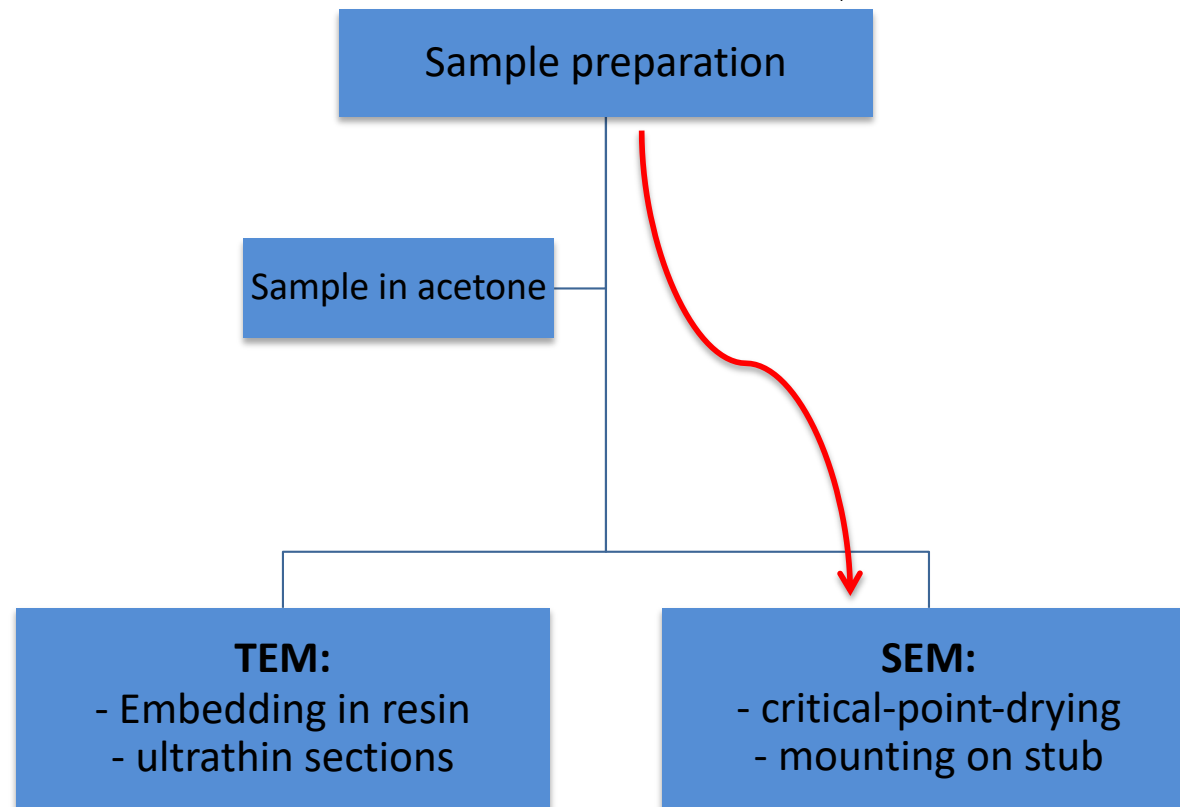 Sample preparation
Sample in acetone
TEM:
- Embedding in resin
- ultrathin sections
SEM:
- critical-point-drying
- mounting on stub